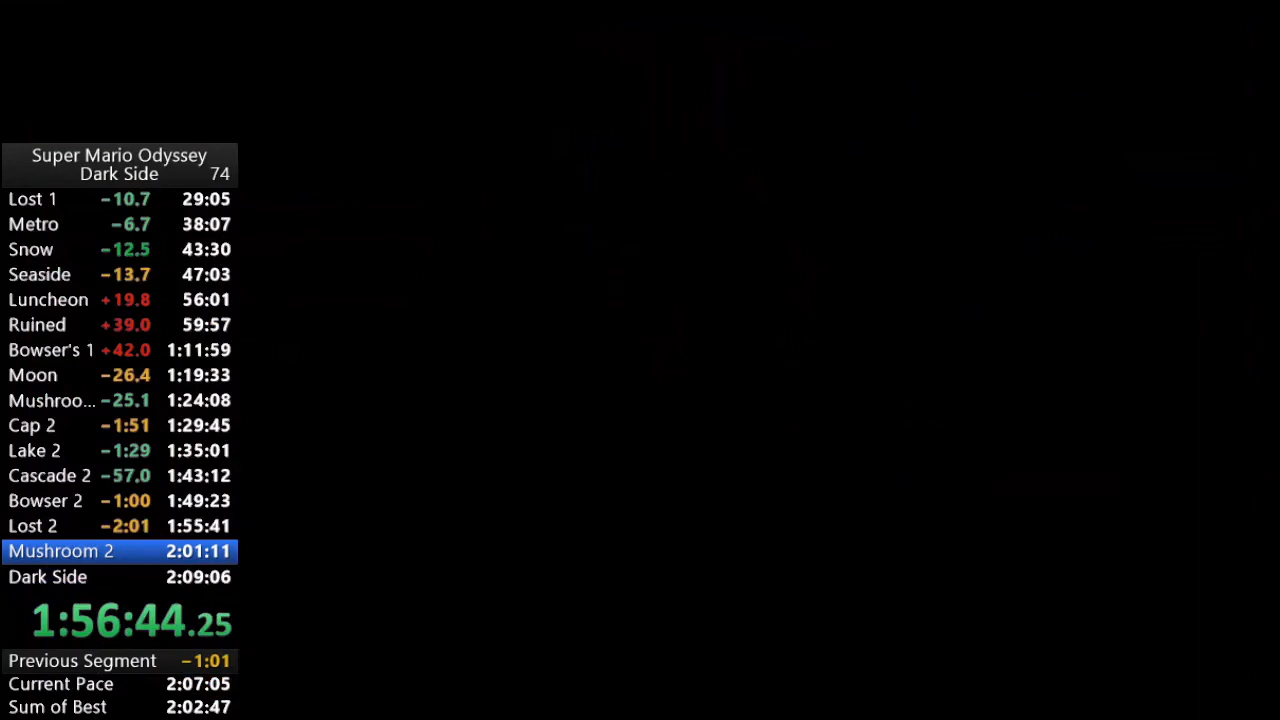 Super Mario Odyssey
Dark Side 74
Lost 1 -10.7 29:05
Metro -6.7 38:07
Snow -12.5 43:30
Seaside -13.7 47:03
Luncheon +19.8 56:01
Ruined +39.0 59:57
Bowser's 1 +42.0 1:11:59
Moon -26.4 1:19:33
Mushroo... -25.1 1:24:08
Cap 2 -1:51 1:29:45
Lake 2 -1:29 1:35:01
Cascade 2 -57.0 1:43:12
Bowser 2 -1:00 1:49:23
Lost 2 -2:01 1:55:41
Mushroom 2 2:01:11
Dark Side 2:09:06
1:56:44.25
Previous Segment -1:01
Current Pace 2:07:05
Sum of Best 2:02:47